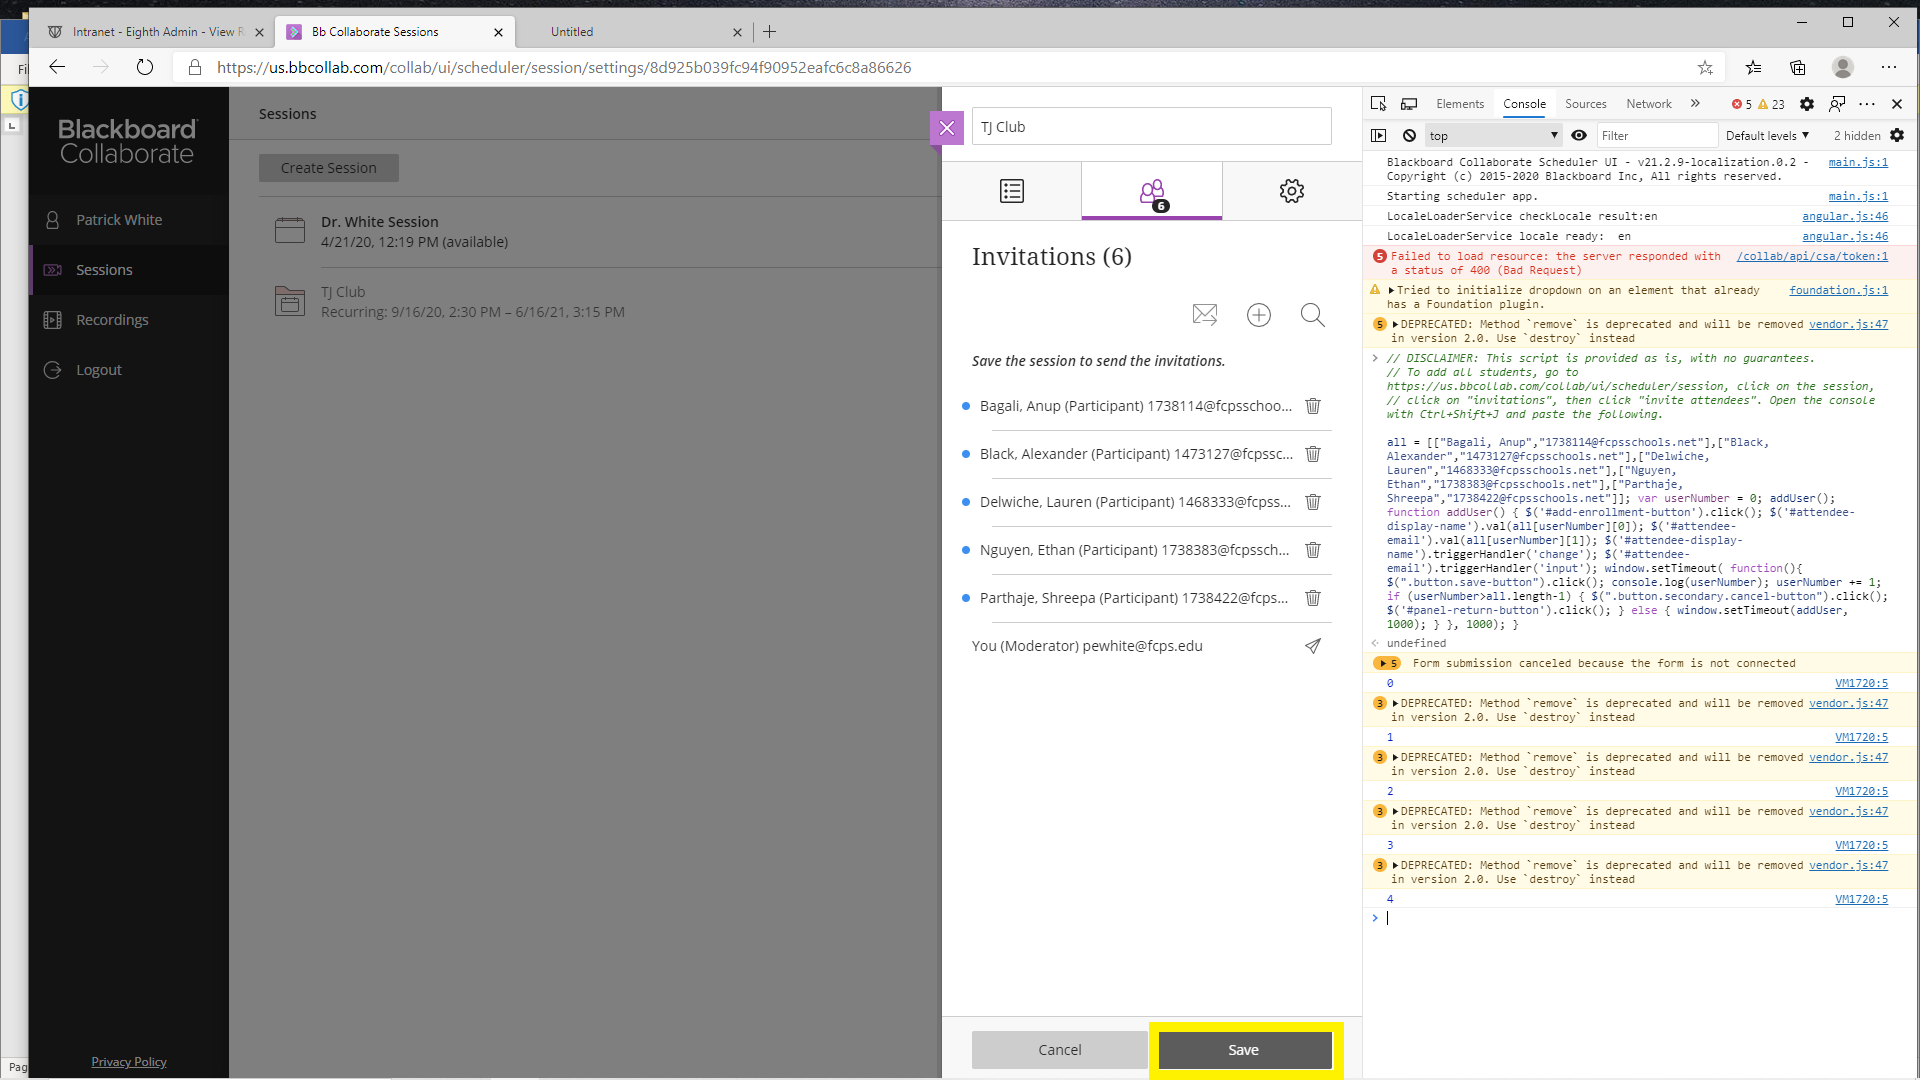 Intranet - Eighth Admin - View R
Bb Collaborate Sessions
Untitled
Fil
https://us.bbcollab.com/collab/ui/scheduler/session/settings/8d925b039fc94f90952eafc6c8a86626
Blackboard
Collaborate
Patrick White
Sessions
Recordings
Logout
Privacy Policy
Pag
Sessions
Create Session
Dr. White Session
4/21/20, 12:19 PM (available)
TJ Club
Recurring: 9/16/20, 2:30 PM – 6/16/21, 3:15 PM
TJ Club
6
Invitations (6)
Save the session to send the invitations.
Bagali, Anup (Participant) 1738114@fcpsschoo...
Black, Alexander (Participant) 1473127@fcpssc...
Delwiche, Lauren (Participant) 1468333@fcpss...
Nguyen, Ethan (Participant) 1738383@fcpssch...
Parthaje, Shreepa (Participant) 1738422@fcps...
You (Moderator) pewhite@fcps.edu
Cancel
Save
Elements Console Sources Network » 5 23
top Filter Default levels 2 hidden
Blackboard Collaborate Scheduler UI - v21.2.9-localization.0.2 - main.js:1
Copyright (c) 2015-2020 Blackboard Inc, All rights reserved.
Starting scheduler app. main.js:1
LocaleLoaderService checkLocale result:en angular.js:46
LocaleLoaderService locale ready: en angular.js:46
5 Failed to load resource: the server responded with /collab/api/csa/token:1
a status of 400 (Bad Request)
Tried to initialize dropdown on an element that already foundation.js:1
has a Foundation plugin.
5 DEPRECATED: Method `remove` is deprecated and will be removed vendor.js:47
in version 2.0. Use `destroy` instead
// DISCLAIMER: This script is provided as is, with no guarantees.
// To add all students, go to
https://us.bbcollab.com/collab/ui/scheduler/session, click on the session,
// click on "invitations", then click "invite attendees". Open the console
with Ctrl+Shift+J and paste the following.
all = [["Bagali, Anup","1738114@fcpsschools.net"],["Black,
Alexander","1473127@fcpsschools.net"],["Delwiche,
Lauren","1468333@fcpsschools.net"],["Nguyen,
Ethan","1738383@fcpsschools.net"],["Parthaje,
Shreepa","1738422@fcpsschools.net"]]; var userNumber = 0; addUser();
function addUser() { $('#add-enrollment-button').click(); $('#attendee-
display-name').val(all[userNumber][0]); $('#attendee-
email').val(all[userNumber][1]); $('#attendee-display-
name').triggerHandler('change'); $('#attendee-
email').triggerHandler('input'); window.setTimeout( function(){
$(".button.save-button").click(); console.log(userNumber); userNumber += 1;
if (userNumber>all.length-1) { $(".button.secondary.cancel-button").click();
$('#panel-return-button').click(); } else { window.setTimeout(addUser,
1000); } }, 1000); }
undefined
5 Form submission canceled because the form is not connected
0 VM1720:5
3 DEPRECATED: Method `remove` is deprecated and will be removed vendor.js:47
in version 2.0. Use `destroy` instead
1 VM1720:5
3 DEPRECATED: Method `remove` is deprecated and will be removed vendor.js:47
in version 2.0. Use `destroy` instead
2 VM1720:5
3 DEPRECATED: Method `remove` is deprecated and will be removed vendor.js:47
in version 2.0. Use `destroy` instead
3 VM1720:5
3 DEPRECATED: Method `remove` is deprecated and will be removed vendor.js:47
in version 2.0. Use `destroy` instead
4 VM1720:5